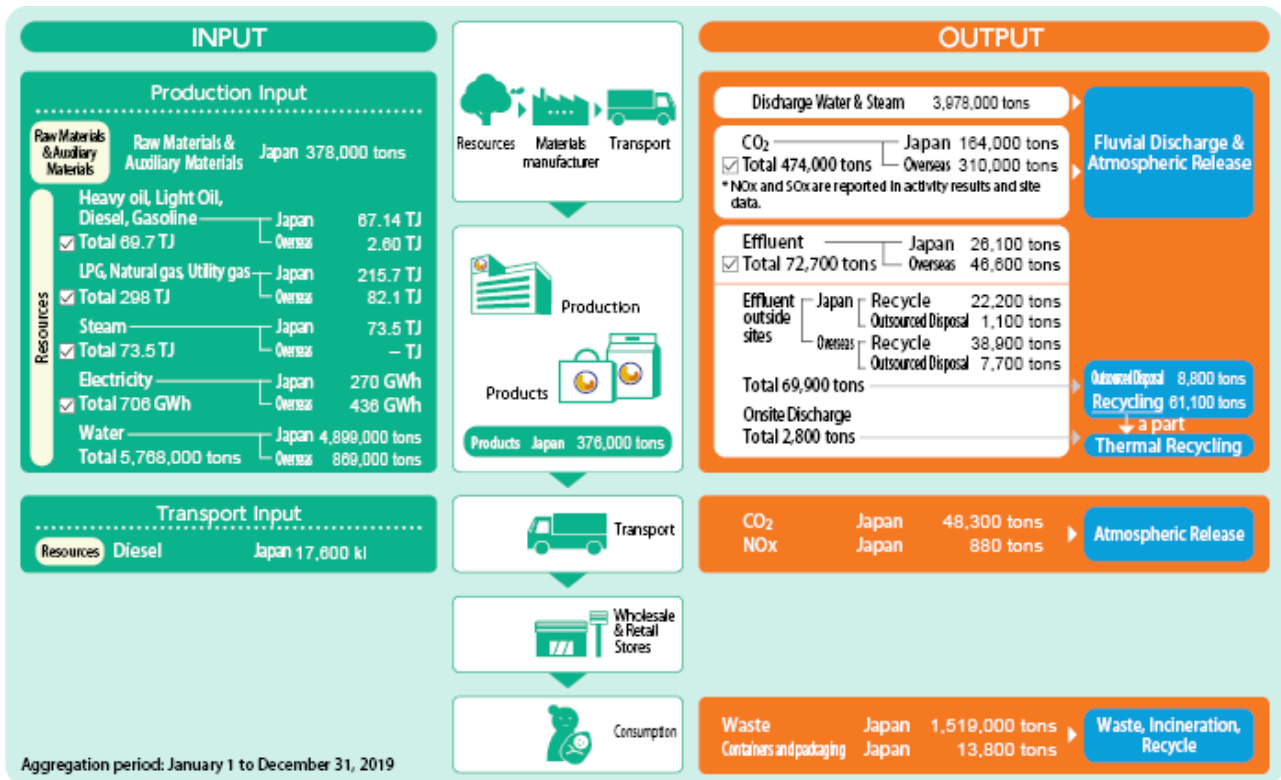 INPUT
Production Input
Raw Materials
&Auxiliary
Materials
Raw Materials &
Auxiliary Materials Japan 378,000 tons
Resources
Heavy oil, Light Oil,
Diesel, Gasoline Japan 67.14 TJ
Total 69.7 TJ Overseas 2.60 TJ
LPG, Natural gas, Utility gas Japan 215.7 TJ
Total 298 TJ Overseas 82.1 TJ
Steam Japan 73.5 TJ
Total 73.5 TJ Overseas – TJ
Electricity Japan 270 GWh
Total 706 GWh Overseas 436 GWh
Water Japan 4,899,000 tons
Total 5,768,000 tons Overseas 869,000 tons
Transport Input
Resources Diesel Japan 17,600 kl
Aggregation period: January 1 to December 31, 2019
Resources Materials manufacturer Transport
Production
Products
Products Japan 376,000 tons
Transport
Wholesale
& Retail
Stores
Consumption
OUTPUT
Discharge Water & Steam 3,978,000 tons
CO₂ Japan 164,000 tons
Total 474,000 tons Overseas 310,000 tons
* NOx and SOx are reported in activity results and site
data.
Fluvial Discharge &
Atmospheric Release
Effluent Japan 26,100 tons
Total 72,700 tons Overseas 46,600 tons
Effluent outside sites Japan Recycle 22,200 tons
Outsourced Disposal 1,100 tons
Overseas Recycle 38,900 tons
Outsourced Disposal 7,700 tons
Total 69,900 tons
Onsite Discharge
Total 2,800 tons
Outsourced Disposal 8,800 tons
Recycling 61,100 tons
a part
Thermal Recycling
CO₂ Japan 48,300 tons
NOx Japan 880 tons
Atmospheric Release
Waste Japan 1,519,000 tons
Containers and packaging Japan 13,800 tons
Waste, Incineration,
Recycle